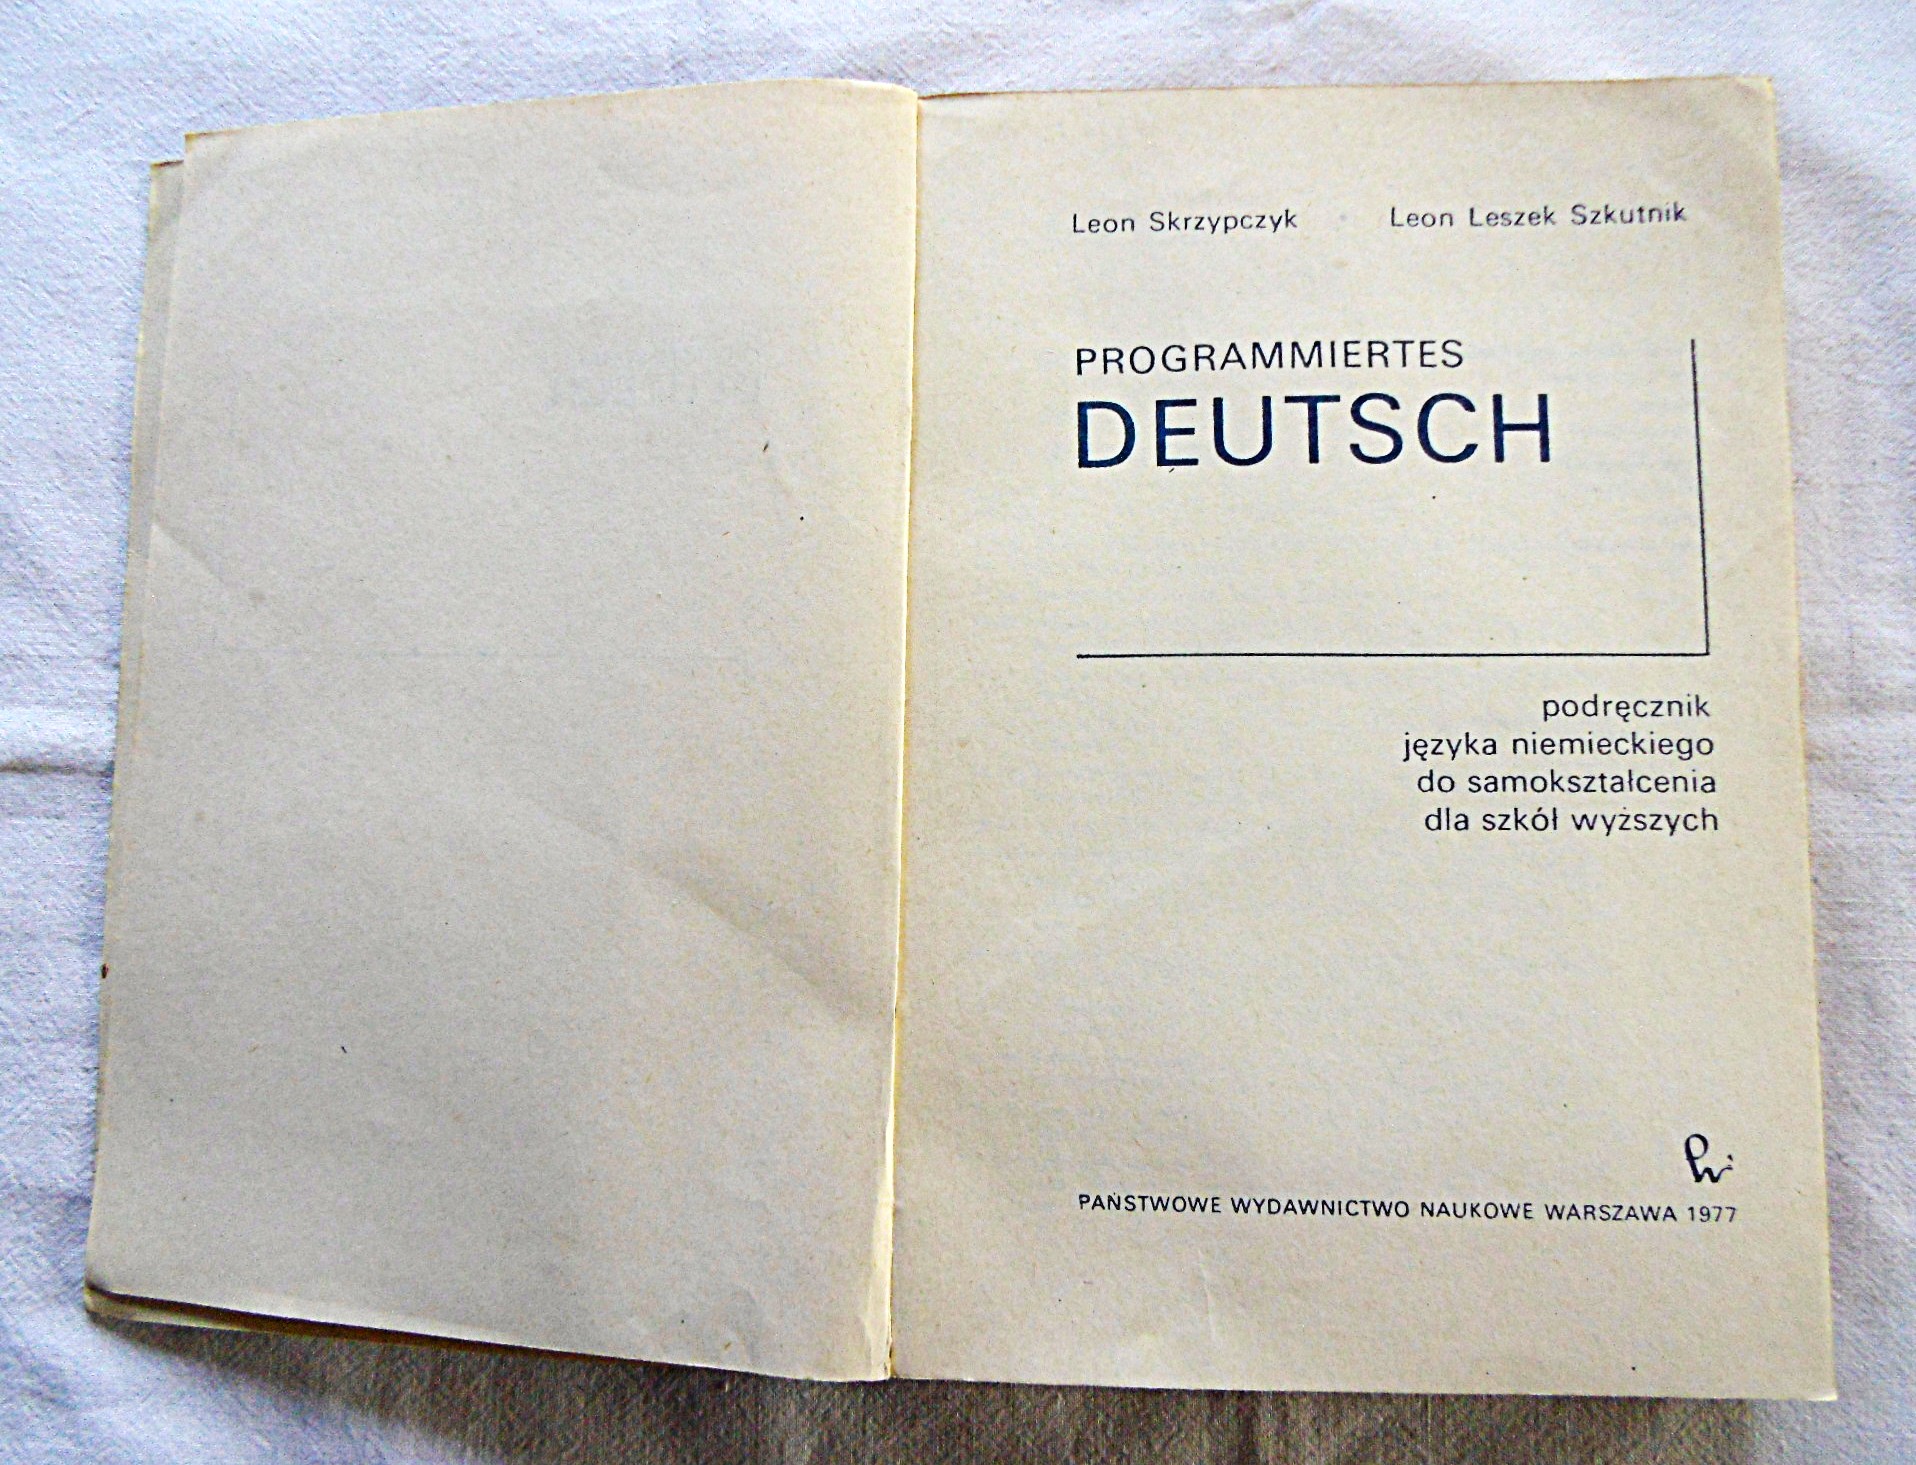 Leon Skrzypczyk Leon Leszek Szkutnik
PROGRAMMIERTES
DEUTSCH
podręcznik
języka niemieckiego
do samokształcenia
dla szkół wyższych
PAŃSTWOWE WYDAWNICTWO NAUKOWE WARSZAWA 1977